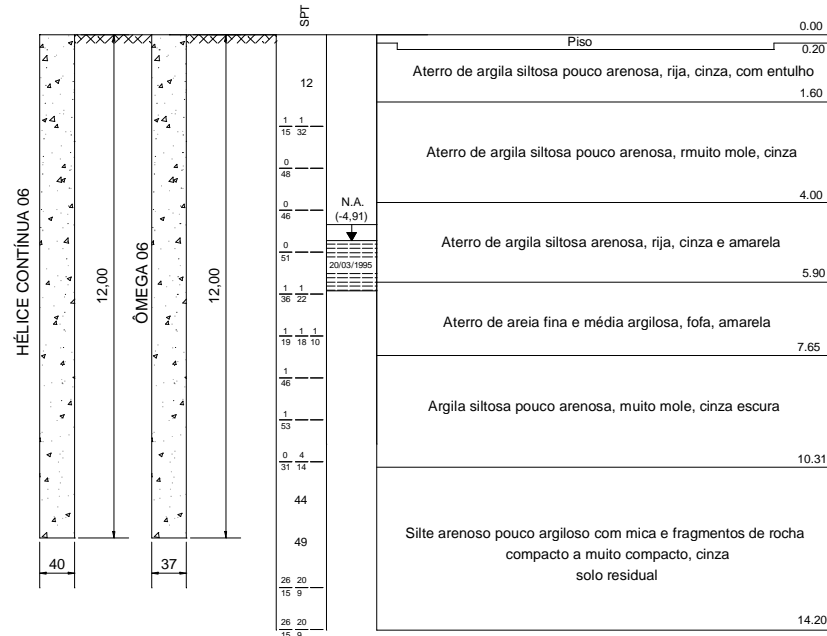 SPT
0.00
Piso
0.20
Aterro de argila siltosa pouco arenosa, rija, cinza, com entulho
12
1.60
1 1
15 32
Aterro de argila siltosa pouco arenosa, rmuito mole, cinza
0
48
4.00
0
46
N.A.
(-4,91)
Aterro de argila siltosa arenosa, rija, cinza e amarela
0
51
20/03/1995
5.90
1 1
36 22
HÉLICE CONTÍNUA 06
12,00
ÔMEGA 06
12,00
Aterro de areia fina e média argilosa, fofa, amarela
1 1 1
19 18 10
7.65
1
46
Argila siltosa pouco arenosa, muito mole, cinza escura
1
53
10.31
0 4
31 14
44
49
Silte arenoso pouco argiloso com mica e fragmentos de rocha
compacto a muito compacto, cinza
solo residual
40
37
26 20
15 9
26 20
15 9
14.20